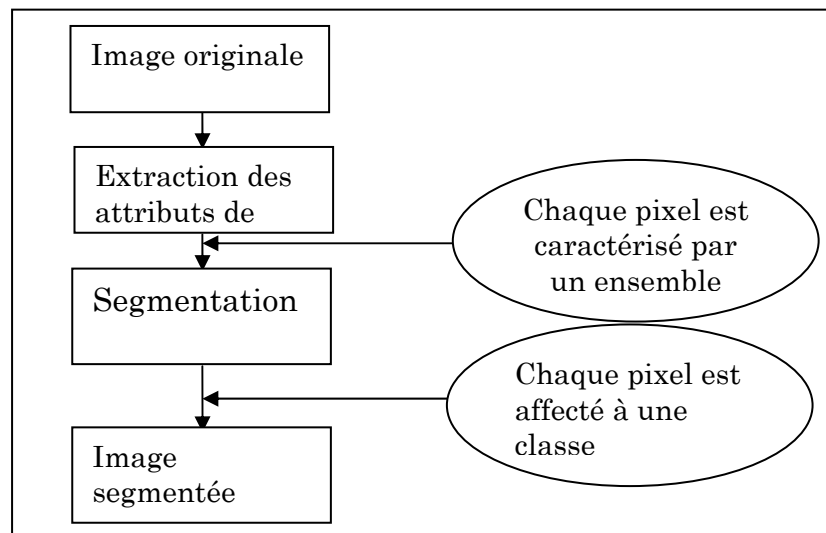 Image originale
Extraction des
attributs de
Chaque pixel est
caractérisé par
un ensemble
Segmentation
Chaque pixel est
affecté à une
classe
Image
segmentée